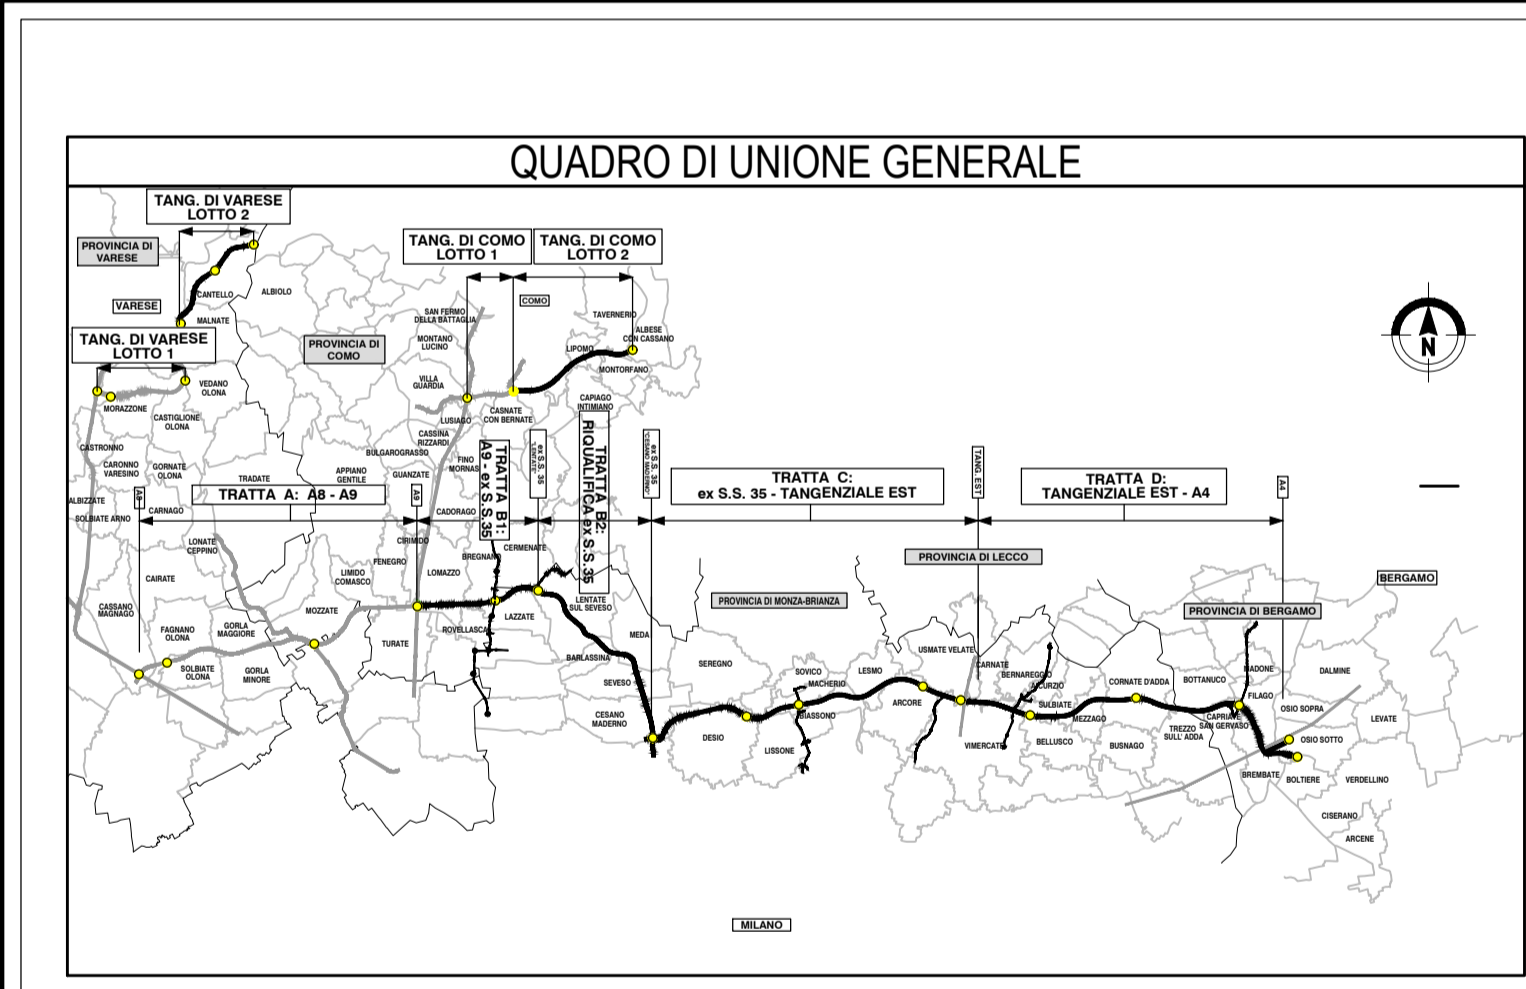 QUADRO DI UNIONE GENERALE
TANG. DI VARESE
LOTTO 2
PROVINCIA DI
VARESE
CANTELLO
ALBIOLO
VARESE
MALNATE
TANG. DI VARESE
LOTTO 1
PROVINCIA DI
COMO
TANG. DI COMO
LOTTO 1
TANG. DI COMO
LOTTO 2
COMO
SAN FERMO
DELLA BATTAGLIA
TAVERNERIO
MONTANO
LUCINO
ALBESE
CON CASSANO
LIPOMO
MONTORFANO
VILLA
GUARDIA
CAPIAGO
INTIMIANO
CASNATE
CON BERNATE
LUSIAGO
CASSINA
RIZZARDI
VEDANO
OLONA
MORAZZONE
CASTIGLIONE
OLONA
CASTRONNO
CARONNO
VARESINO
GORNATE
OLONA
BULGAROGRASSO
APPIANO
GENTILE
GUANZATE
FINO
MORNAS
TRADATE
ALBIZZATE
SOLBIATE ARNO
CARNAGO
TRATTA A: A8 - A9
A9
TRATTA B1:
A9 - ex S.S.35
ex S.S. 35
"LENTATE"
TRATTA B2:
RIQUALIFICA ex S.S.35
ex S.S. 35
"CESANO MADERNO"
TRATTA C:
ex S.S. 35 - TANGENZIALE EST
TANG. EST
TRATTA D:
TANGENZIALE EST - A4
A4
N
CADORAGO
CIRIMIDO
LONATE
CEPPINO
FENEGRO
LOMAZZO
BREGNANO
CERMENATE
LIMIDO
COMASCO
CAIRATE
CASSANO
MAGNAGO
MOZZATE
FAGNANO
OLONA
GORLA
MAGGIORE
TURATE
ROVELLASCA
LAZZATE
LENTATE
SUL SEVESO
SOLBIATE
OLONA
GORLA
MINORE
MEDA
BARLASSINA
SEVESO
CESANO
MADERNO
PROVINCIA DI MONZA-BRIANZA
PROVINCIA DI LECCO
PROVINCIA DI BERGAMO
BERGAMO
SEREGNO
DESIO
SOVICO
MACHERIO
BIASSONO
LISSONE
LESMO
ARCORE
USMATE VELATE
CARNATE
BERNAREGGIO
SULBIATE
MEZZAGO
VIMERCATE
BELLUSCO
CORNATE D'ADDA
BUSNAGO
BOTTANUCO
TREZZO
SULL' ADDA
CAPRIATE
SAN GERVASO
MADONE
FILAGO
DALMINE
OSIO SOPRA
OSIO SOTTO
LEVATE
BREMBATE
BOLTIERE
VERDELLINO
CISERANO
ARCENE
MILANO